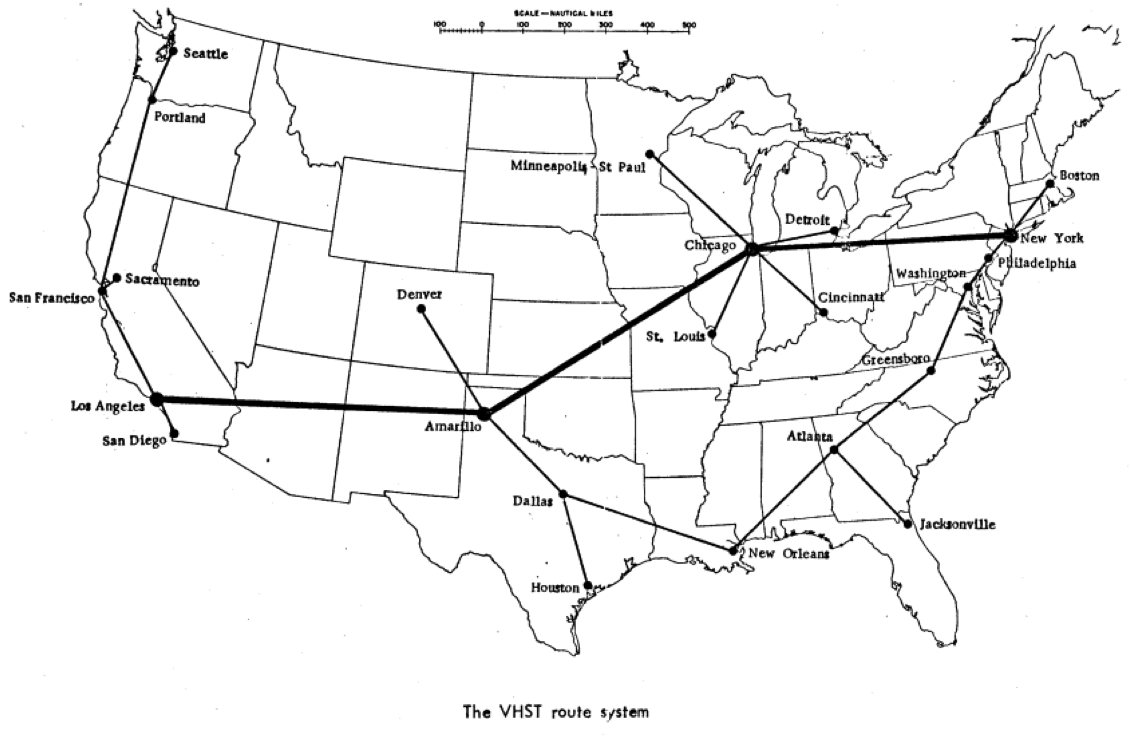 SCALE — NAUTICAL MILES
100 0 100 200 300 400 500
Seattle
Portland
Minneapolis - St Paul
Boston
Detroit
Chicago
New York
Philadelphia
Washington
Sacramento
San Francisco
Denver
Cincinnati
St. Louis
Greensboro
Los Angeles
Amarillo
San Diego
Atlanta
Dallas
Jacksonville
New Orleans
Houston
The VHST route system